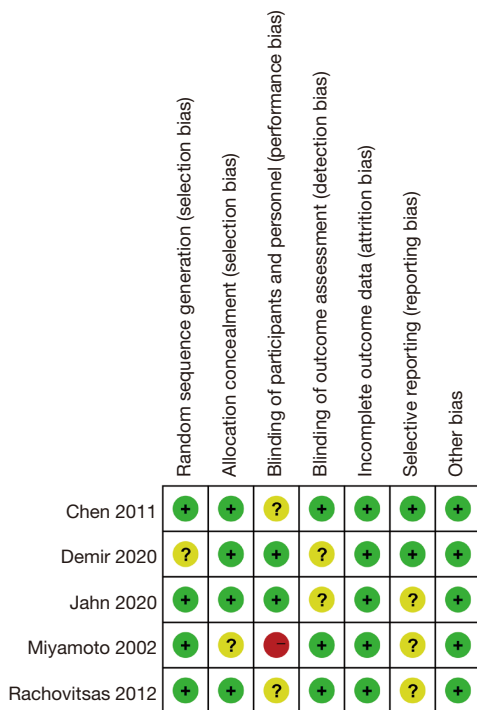 Random sequence generation (selection bias)
Allocation concealment (selection bias)
Blinding of participants and personnel (performance bias)
Blinding of outcome assessment (detection bias)
Incomplete outcome data (attrition bias)
Selective reporting (reporting bias)
Other bias
Chen 2011 + + ? + + + +
Demir 2020 ? + + ? + + +
Jahn 2020 + + + ? + ? +
Miyamoto 2002 + ? – + + ? +
Rachovitsas 2012 + + ? + + ? +